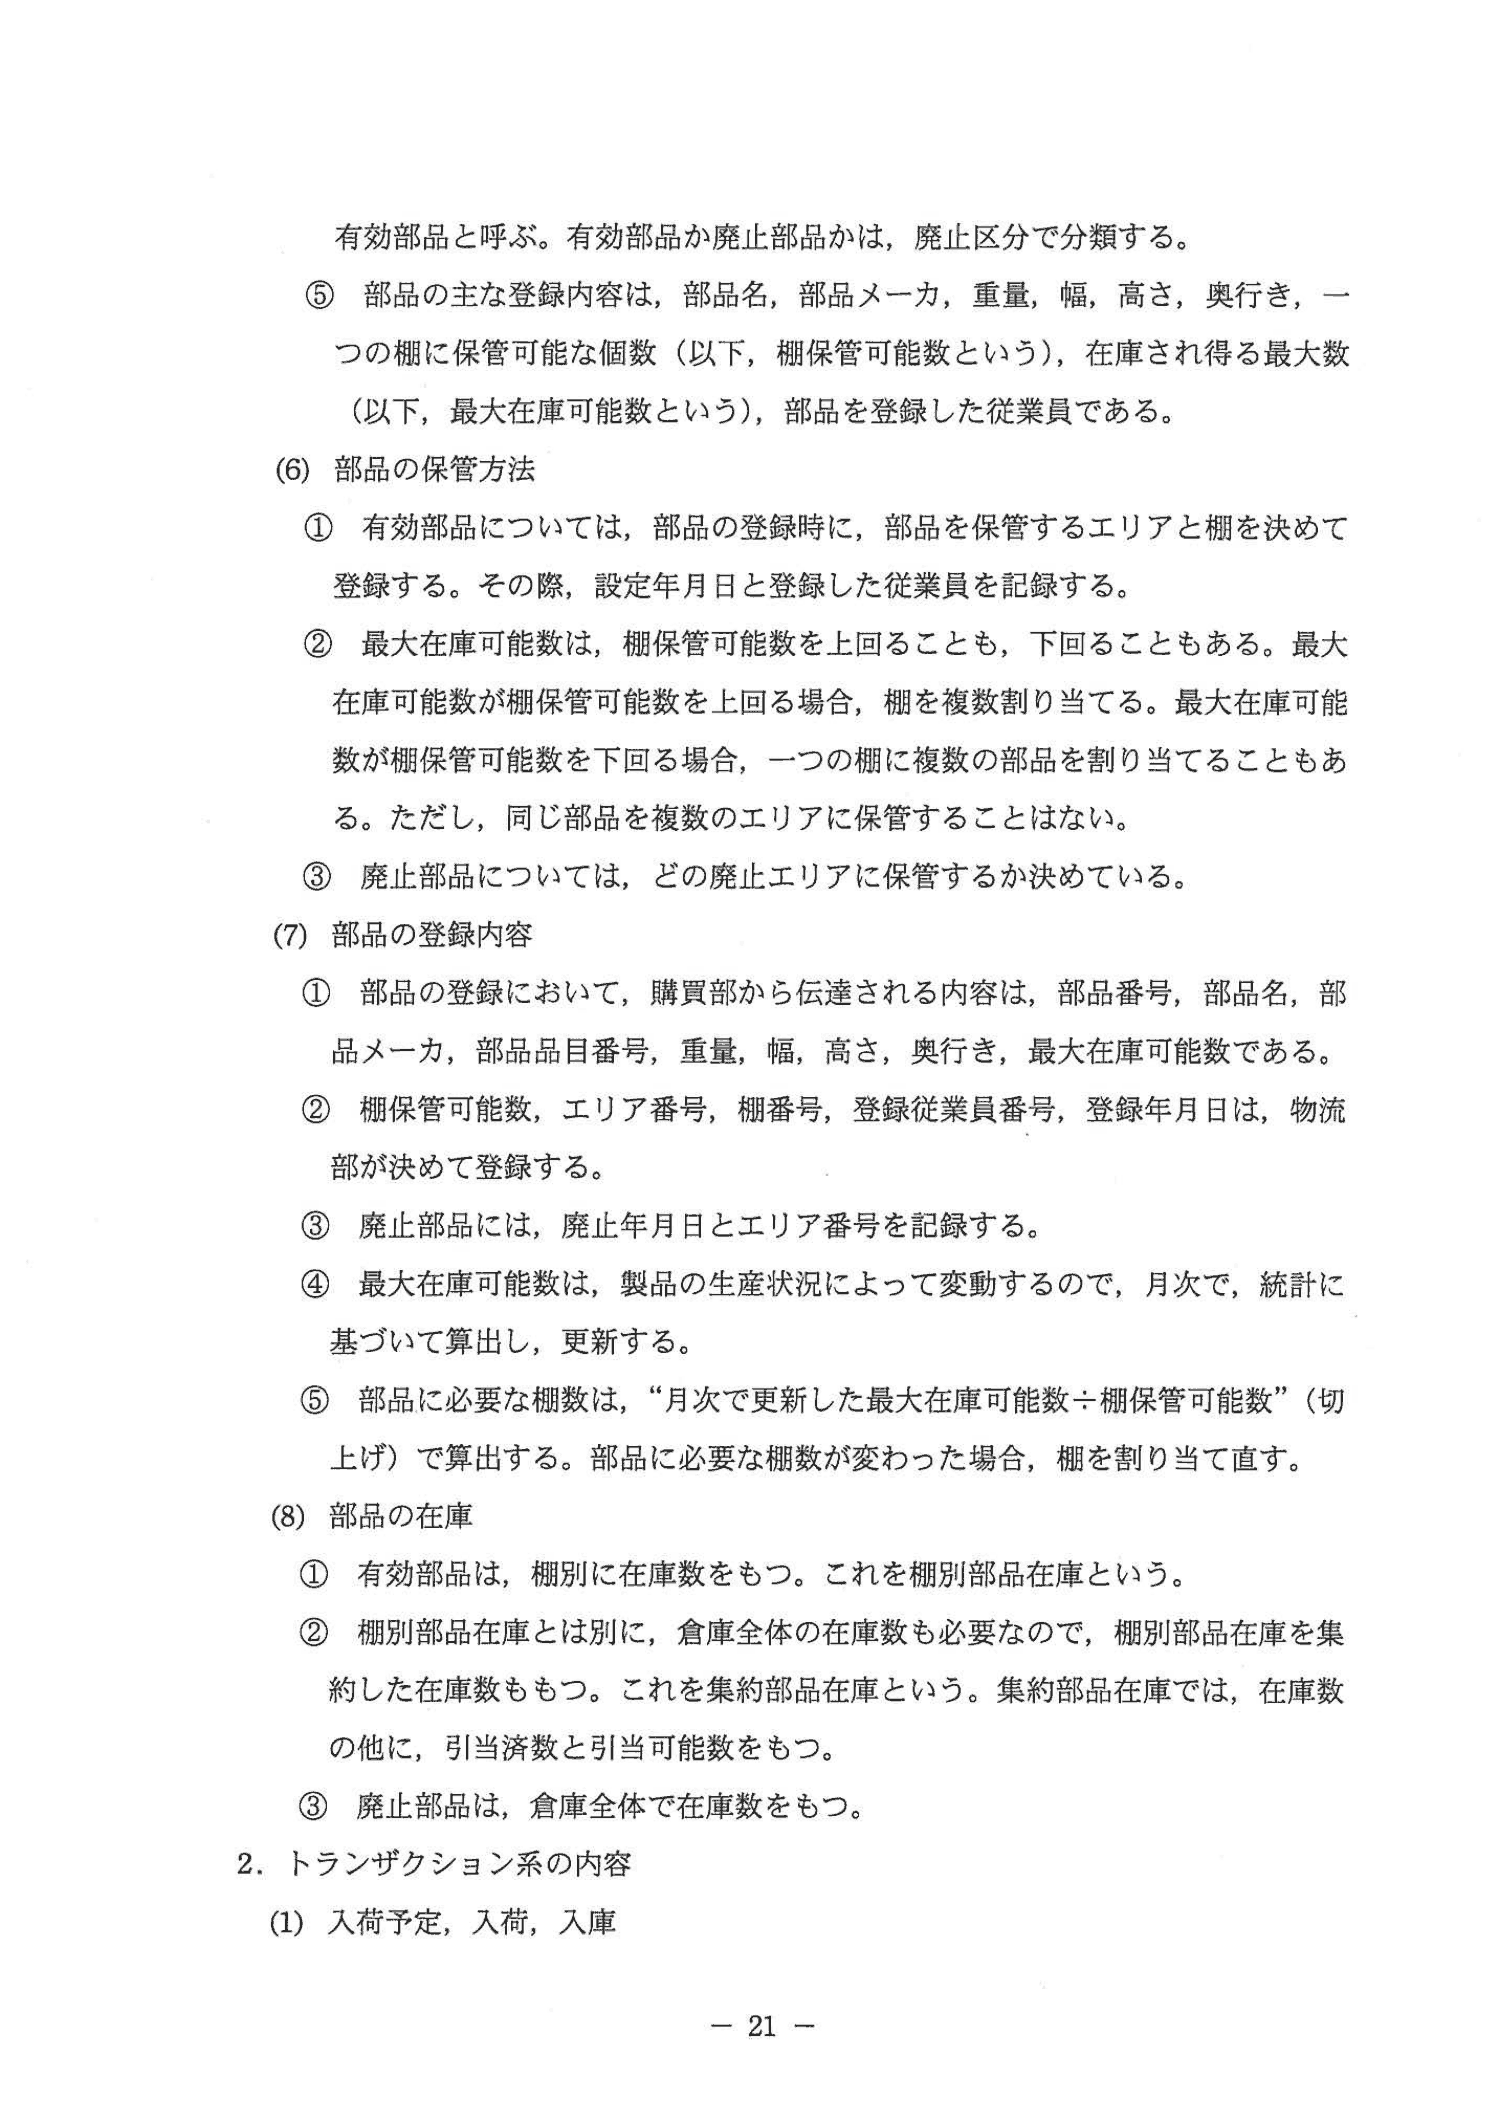 有効部品と呼ぶ。有効部品か廃止部品かは，廃止区分で分類する。
⑤　部品の主な登録内容は，部品名，部品メーカ，重量，幅，高さ，奥行き，一
つの棚に保管可能な個数（以下，棚保管可能数という），在庫され得る最大数
（以下，最大在庫可能数という），部品を登録した従業員である。
(6)　部品の保管方法
①　有効部品については，部品の登録時に，部品を保管するエリアと棚を決めて
登録する。その際，設定年月日と登録した従業員を記録する。
②　最大在庫可能数は，棚保管可能数を上回ることも，下回ることもある。最大
在庫可能数が棚保管可能数を上回る場合，棚を複数割り当てる。最大在庫可能
数が棚保管可能数を下回る場合，一つの棚に複数の部品を割り当てることもあ
る。ただし，同じ部品を複数のエリアに保管することはない。
③　廃止部品については，どの廃止エリアに保管するか決めている。
(7)　部品の登録内容
①　部品の登録において，購買部から伝達される内容は，部品番号，部品名，部
品メーカ，部品品目番号，重量，幅，高さ，奥行き，最大在庫可能数である。
②　棚保管可能数，エリア番号，棚番号，登録従業員番号，登録年月日は，物流
部が決めて登録する。
③　廃止部品には，廃止年月日とエリア番号を記録する。
④　最大在庫可能数は，製品の生産状況によって変動するので，月次で，統計に
基づいて算出し，更新する。
⑤　部品に必要な棚数は，“月次で更新した最大在庫可能数÷棚保管可能数”（切
上げ）で算出する。部品に必要な棚数が変わった場合，棚を割り当て直す。
(8)　部品の在庫
①　有効部品は，棚別に在庫数をもつ。これを棚別部品在庫という。
②　棚別部品在庫とは別に，倉庫全体の在庫数も必要なので，棚別部品在庫を集
約した在庫数ももつ。これを集約部品在庫という。集約部品在庫では，在庫数
の他に，引当済数と引当可能数をもつ。
③　廃止部品は，倉庫全体で在庫数をもつ。
2．トランザクション系の内容
(1)　入荷予定，入荷，入庫
－ 21 －